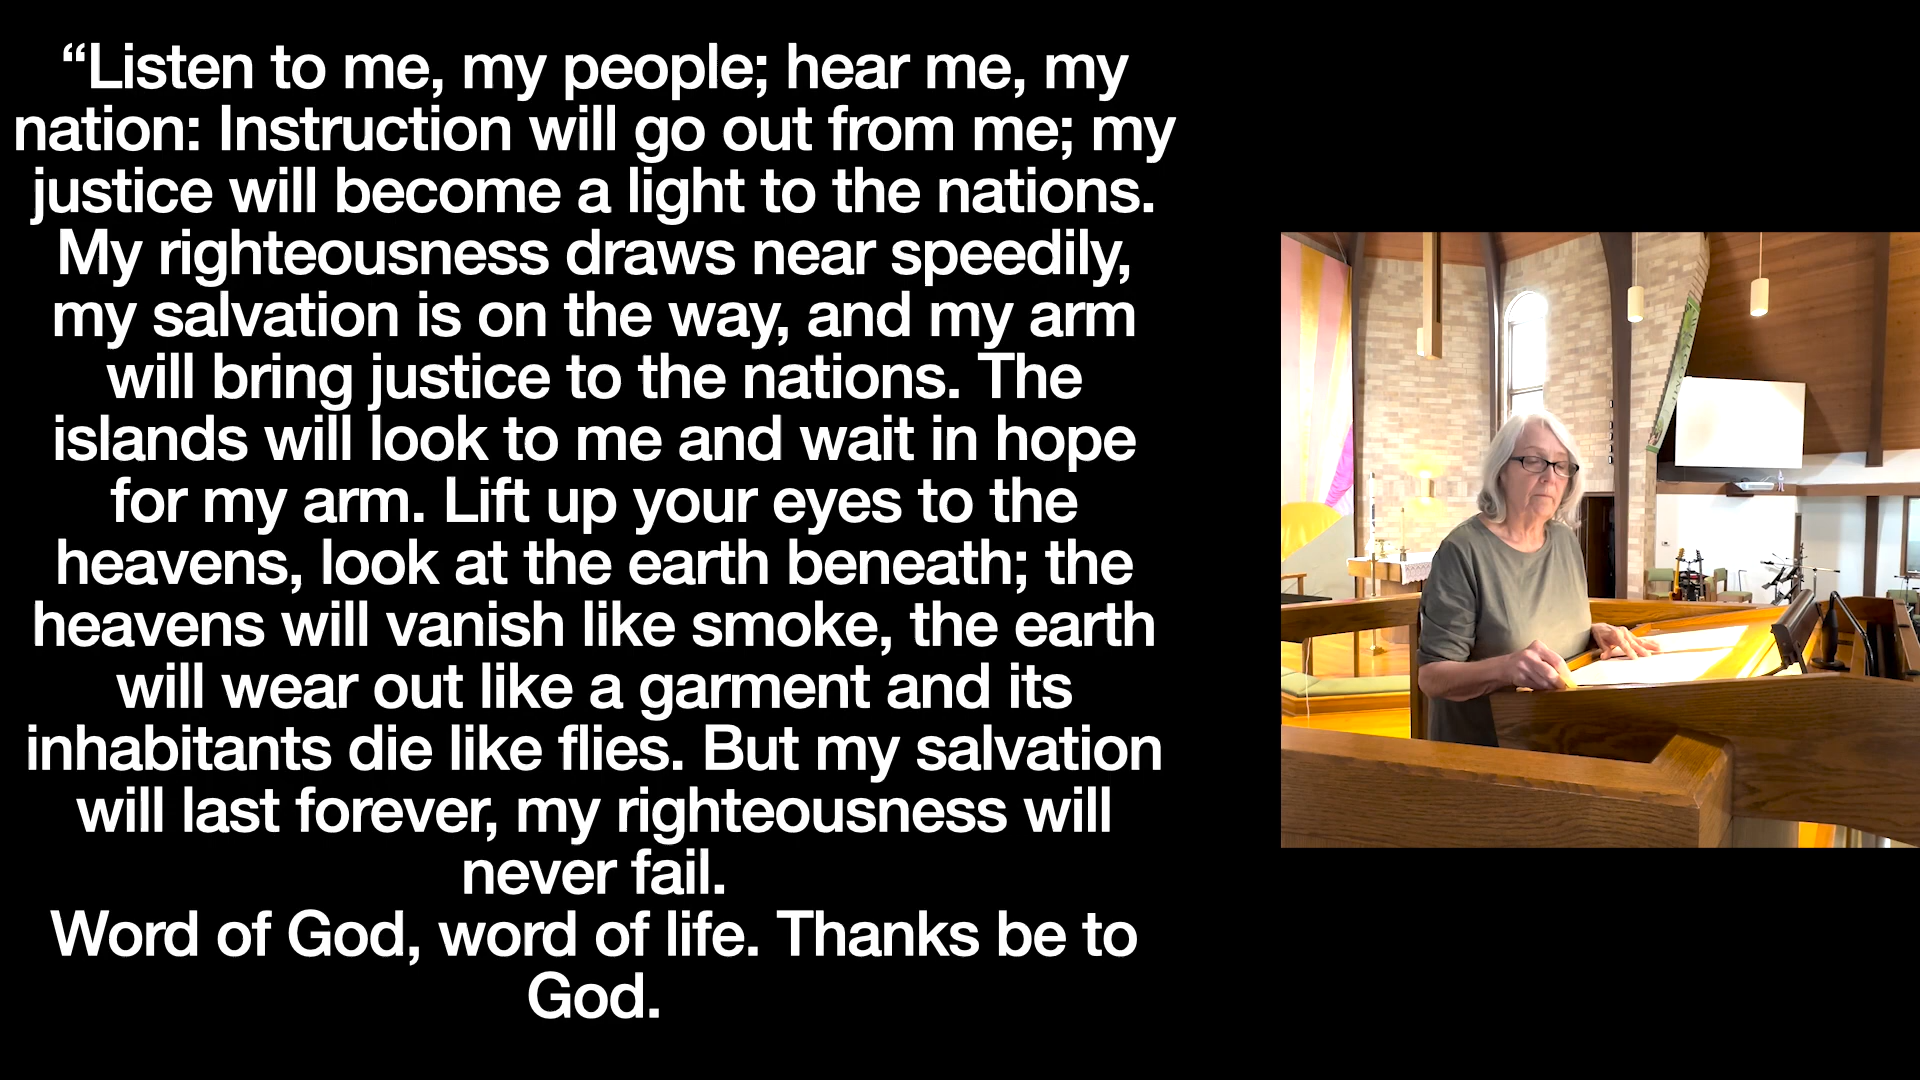 “Listen to me, my people; hear me, my
nation: Instruction will go out from me; my
justice will become a light to the nations.
My righteousness draws near speedily,
my salvation is on the way, and my arm
will bring justice to the nations. The
islands will look to me and wait in hope
for my arm. Lift up your eyes to the
heavens, look at the earth beneath; the
heavens will vanish like smoke, the earth
will wear out like a garment and its
inhabitants die like flies. But my salvation
will last forever, my righteousness will
never fail.
Word of God, word of life. Thanks be to
God.